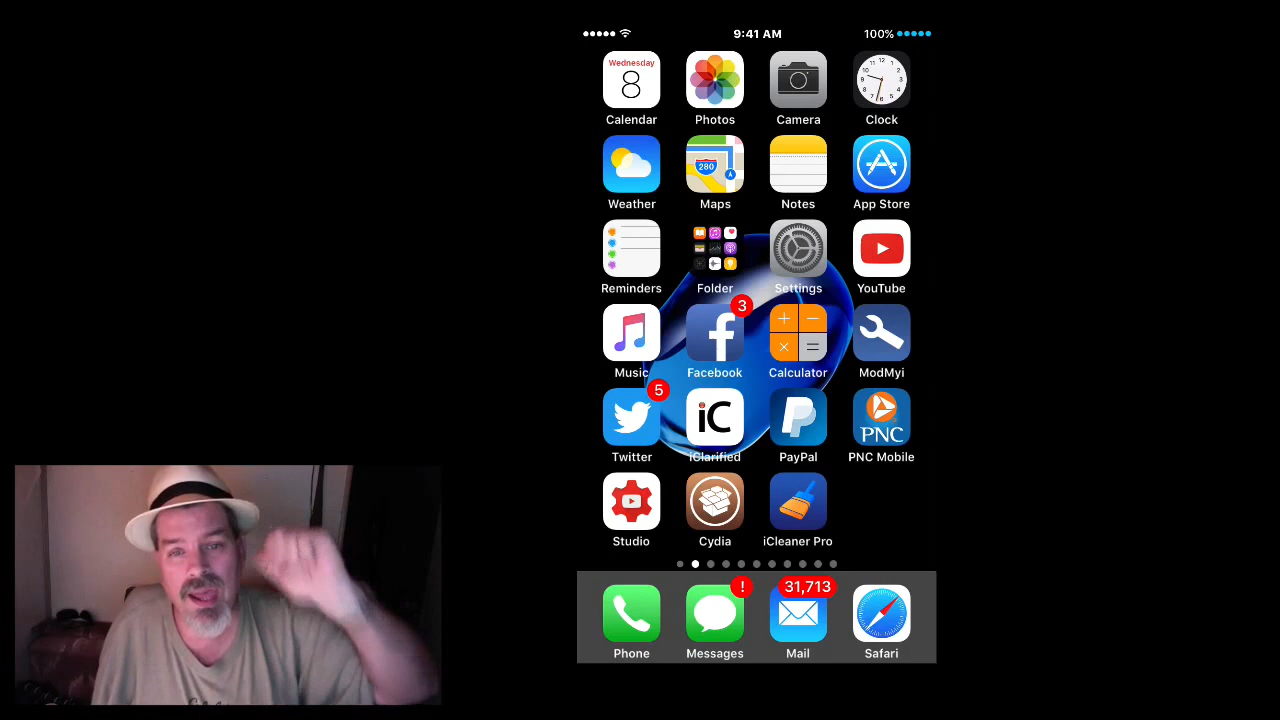 9:41 AM
100%
Wednesday
8
Calendar
Photos
Camera
12
Clock
280
Weather
Maps
Notes
App Store
Reminders
Folder
Settings
YouTube
3
Music
Facebook
Calculator
ModMyi
5
iC
PNC
Twitter
iClarified
PayPal
PNC Mobile
Studio
Cydia
iCleaner Pro
!
31,713
Phone
Messages
Mail
Safari